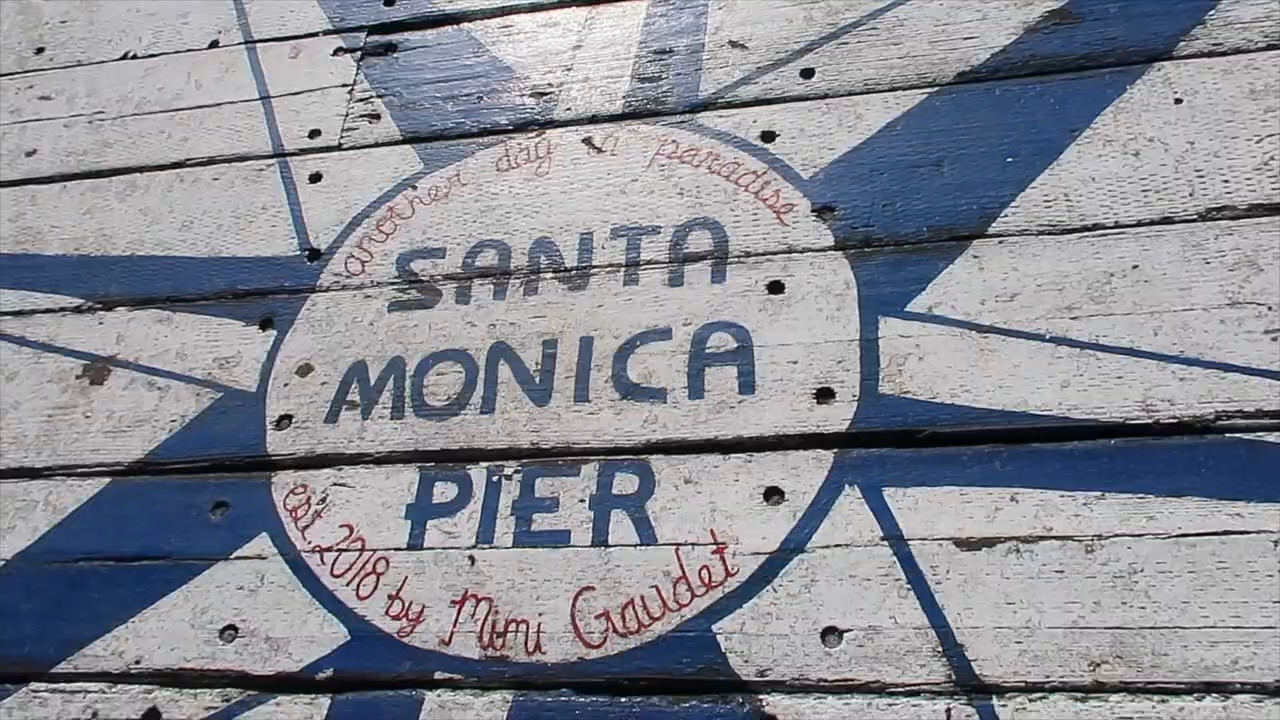 another day in paradise
SANTA
MONICA
PIER
est. 2018 by Mimi Gaudet